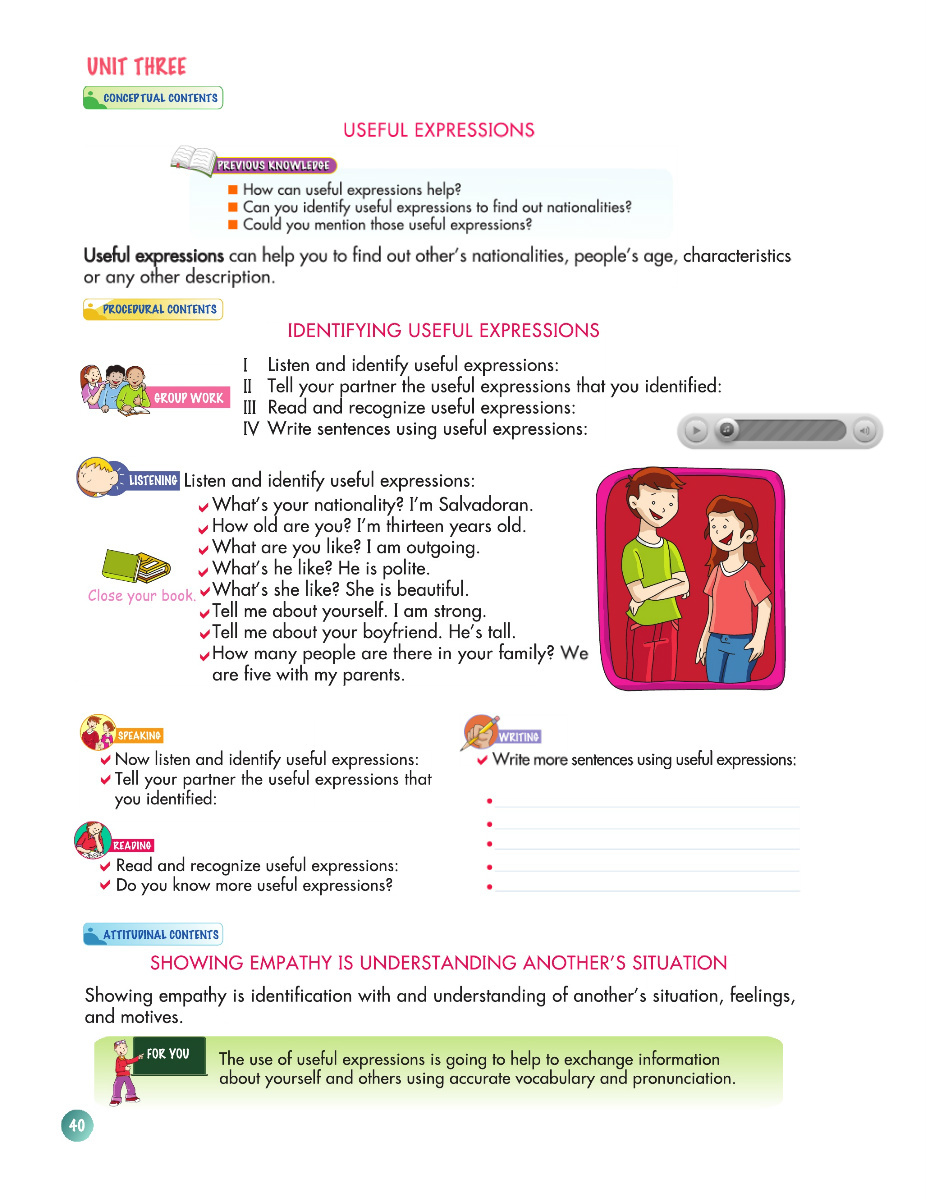 UNIT THREE
CONCEPTUAL CONTENTS
USEFUL EXPRESSIONS
PREVIOUS KNOWLEDGE
How can useful expressions help?
Can you identify useful expressions to find out nationalities?
Could you mention those useful expressions?
Useful expressions can help you to find out other's nationalities, people's age, characteristics
or any other description.
PROCEDURAL CONTENTS
IDENTIFYING USEFUL EXPRESSIONS
GROUP WORK
I Listen and identify useful expressions:
II Tell your partner the useful expressions that you identified:
III Read and recognize useful expressions:
IV Write sentences using useful expressions:
LISTENING Listen and identify useful expressions:
What's your nationality? I'm Salvadoran.
How old are you? I'm thirteen years old.
What are you like? I am outgoing.
What's he like? He is polite.
Close your book.
What's she like? She is beautiful.
Tell me about yourself. I am strong.
Tell me about your boyfriend. He's tall.
How many people are there in your family? We
are five with my parents.
SPEAKING
Now listen and identify useful expressions:
Tell your partner the useful expressions that
you identified:
READING
Read and recognize useful expressions:
Do you know more useful expressions?
WRITING
Write more sentences using useful expressions:
ATTITUDINAL CONTENTS
SHOWING EMPATHY IS UNDERSTANDING ANOTHER'S SITUATION
Showing empathy is identification with and understanding of another's situation, feelings,
and motives.
FOR YOU
The use of useful expressions is going to help to exchange information
about yourself and others using accurate vocabulary and pronunciation.
40